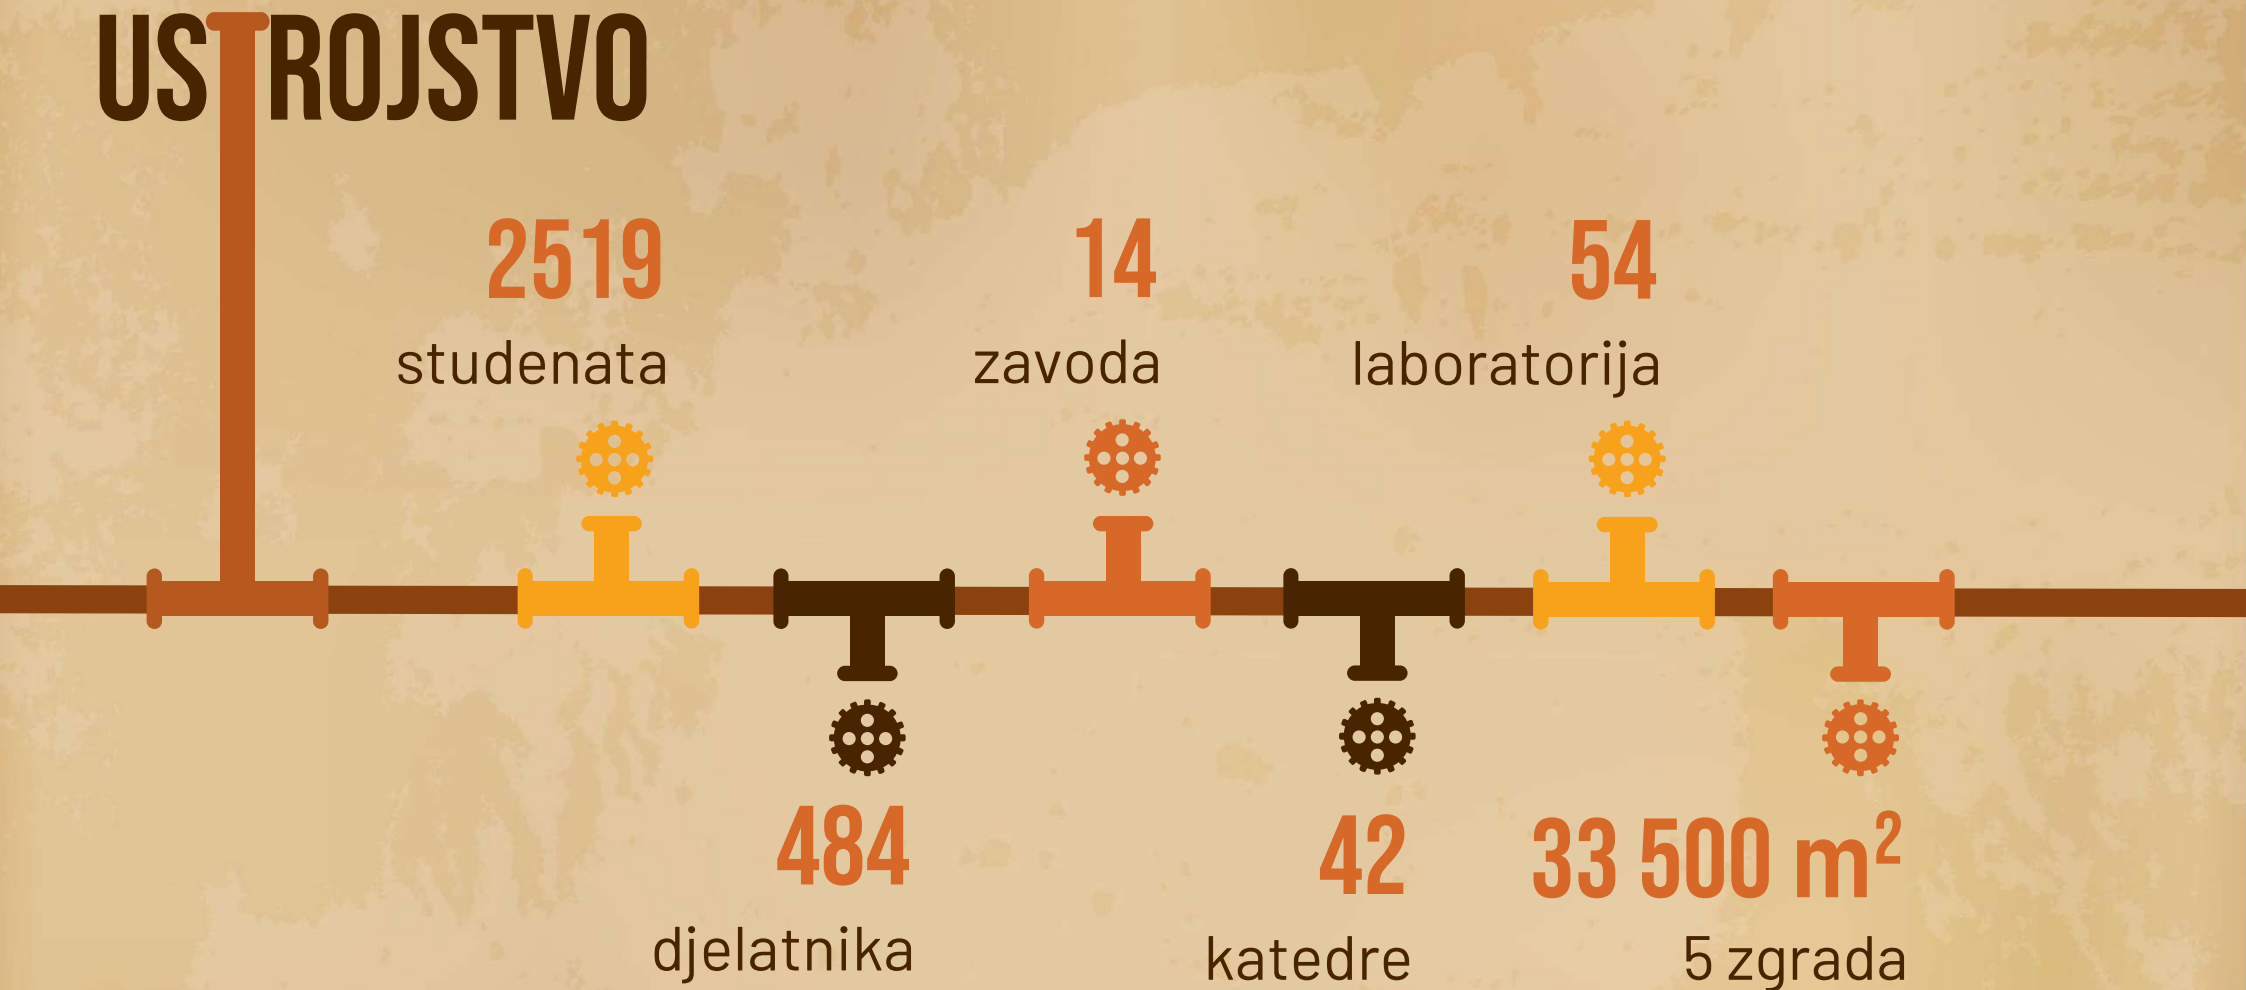 USTROJSTVO
2519
studenata
14
zavoda
54
laboratorija
484
djelatnika
42
katedre
33 500 m²
5 zgrada